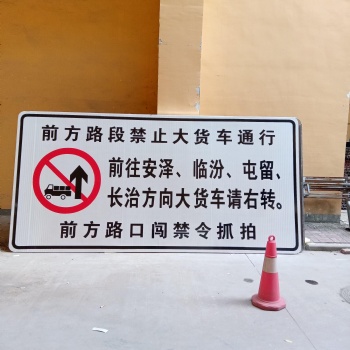 前方路段禁止大货车通行
前往安泽、临汾、屯留、
长治方向大货车请右转。
前方路口闯禁令抓拍